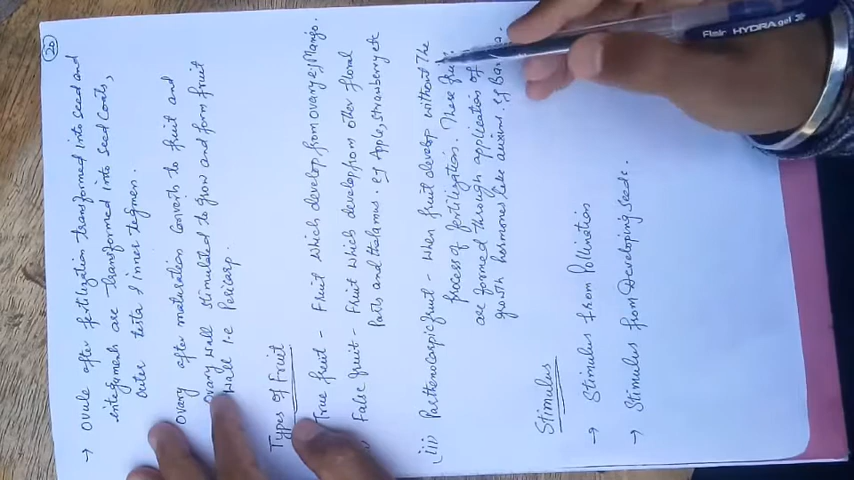 20
→ Ovule after fertilization transformed into seed and
integuments are transformed into seed coats,
outer testa & inner tegmen.
Ovary after maturation converts to fruit and
ovary wall stimulated to grow and form fruit
wall i.e Pericarp.
Types of Fruit
True fruit - Fruit which develop from ovary eg Mango.
False fruit - Fruit which develop from other floral
parts and thalamus. eg Apple, strawberry etc
(iii) Parthenocarpic fruit - When fruit develop without the
process of fertilization. These
are formed through application of
growth hormones like auxins eg
Stimulus
→ Stimulus from Pollination
→ Stimulus from Developing seeds.
Flair HYDRA gel